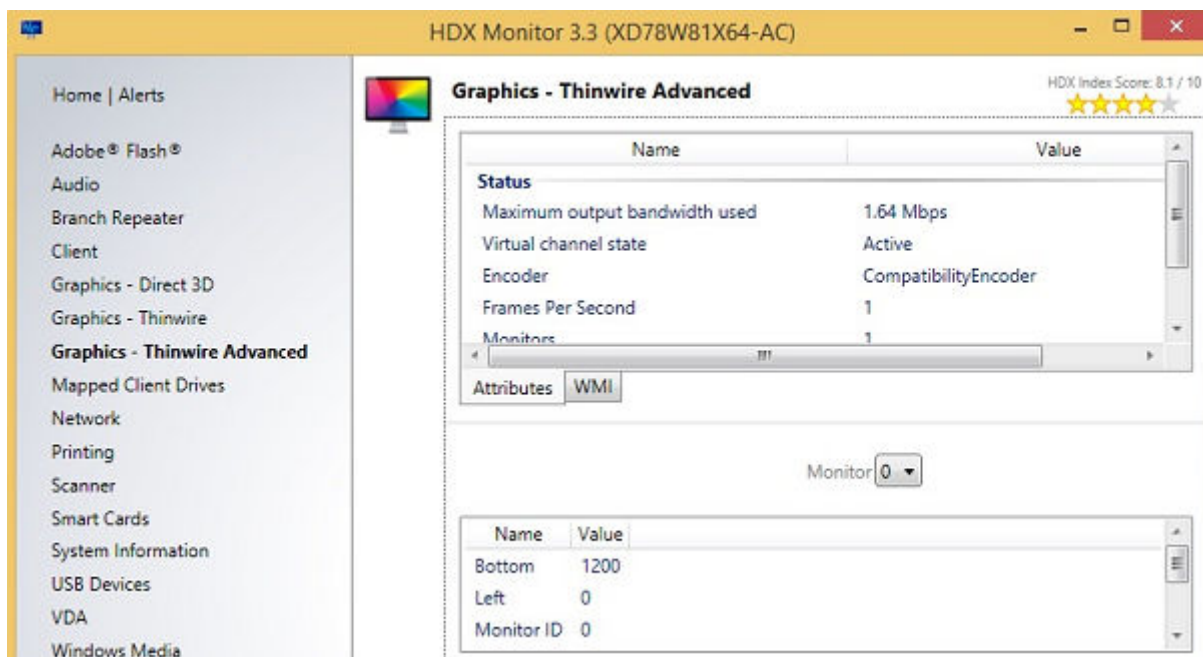 HDX Monitor 3.3 (XD78W81X64-AC)
Home | Alerts
Adobe® Flash®
Audio
Branch Repeater
Client
Graphics - Direct 3D
Graphics - Thinwire
Graphics - Thinwire Advanced
Mapped Client Drives
Network
Printing
Scanner
Smart Cards
System Information
USB Devices
VDA
Windows Media
Graphics - Thinwire Advanced
HDX Index Score: 8.1 / 10
Name Value
Status
Maximum output bandwidth used 1.64 Mbps
Virtual channel state Active
Encoder CompatibilityEncoder
Frames Per Second 1
Monitors 1
Attributes WMI
Monitor 0
Name Value
Bottom 1200
Left 0
Monitor ID 0